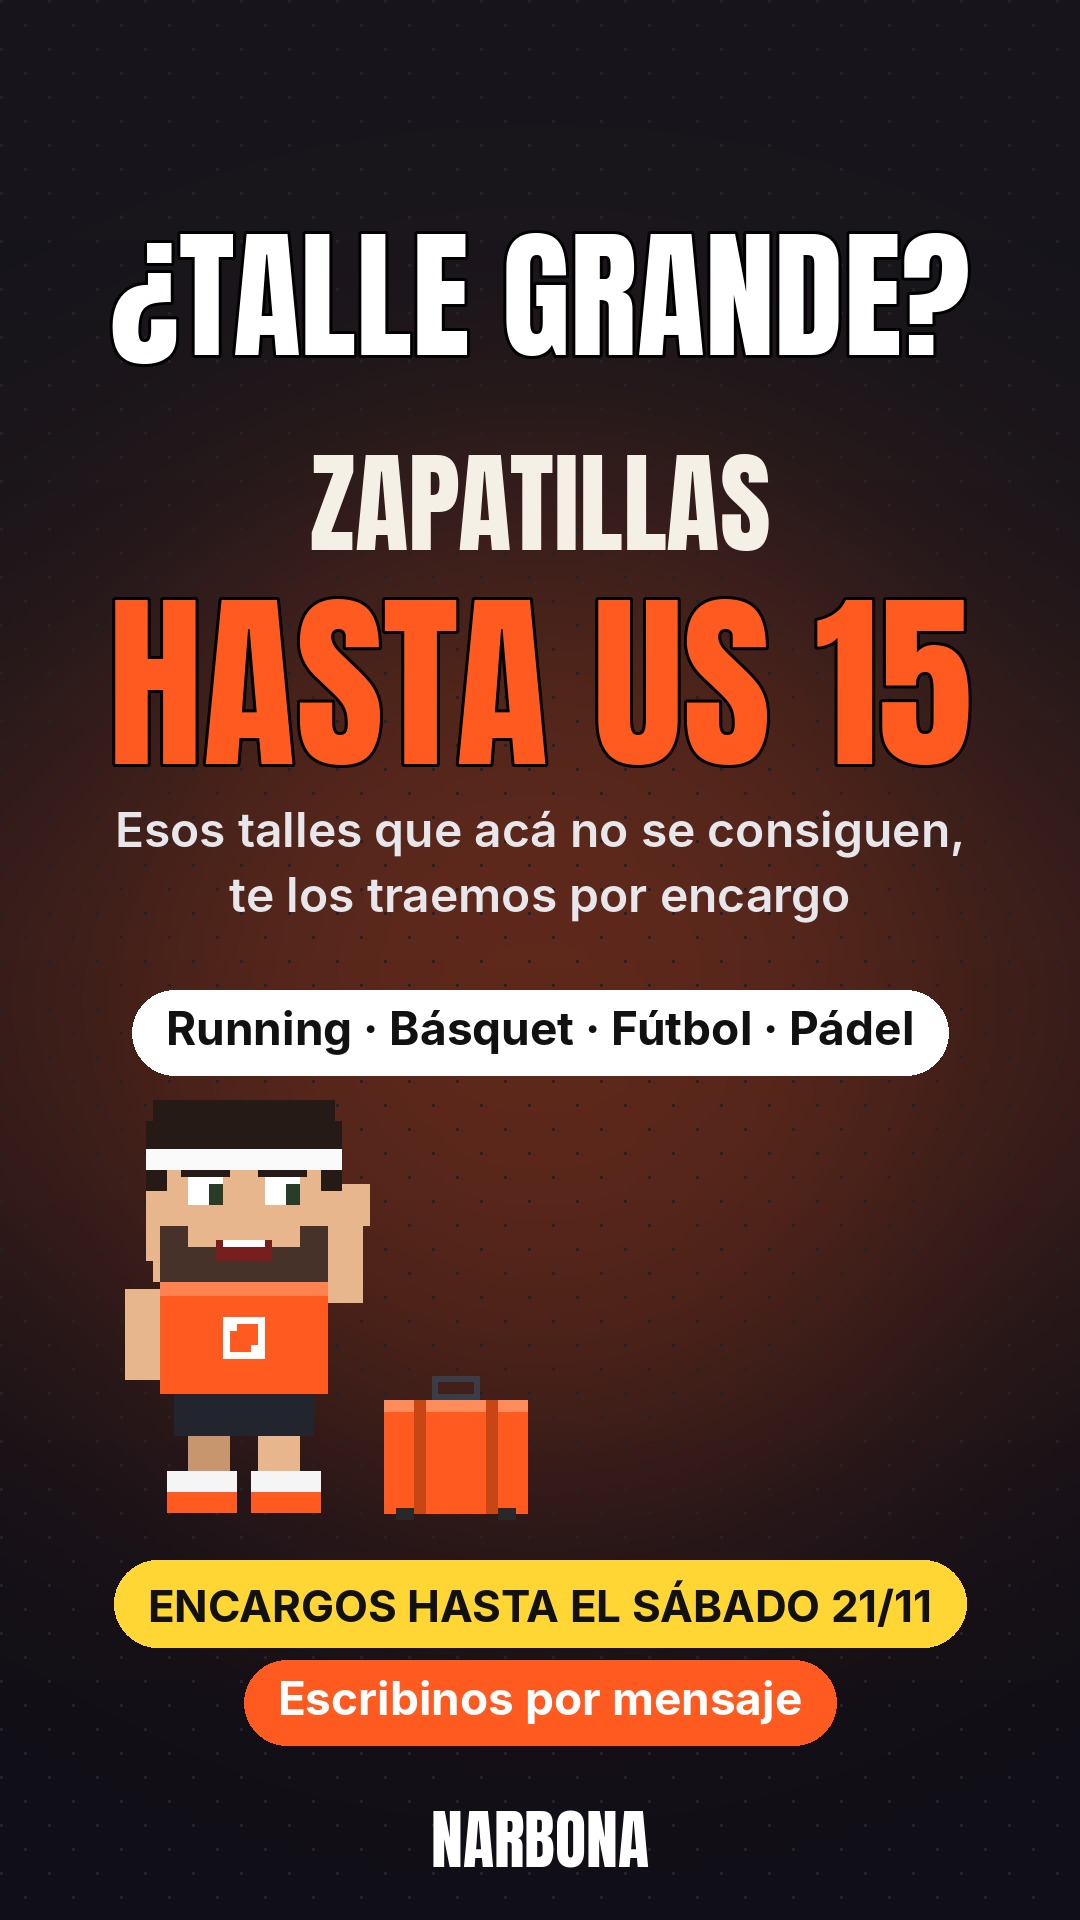 ¿TALLE GRANDE?
ZAPATILLAS
HASTA US 15
Esos talles que acá no se consiguen,
te los traemos por encargo
Running · Básquet · Fútbol · Pádel
ENCARGOS HASTA EL SÁBADO 21/11
Escribinos por mensaje
NARBONA